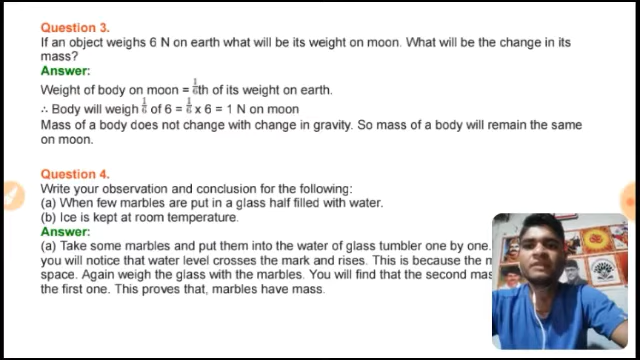 Question 3.
If an object weighs 6 N on earth what will be its weight on moon. What will be the change in its
mass?
Answer:
Weight of body on moon = 1/6th of its weight on earth.
∴ Body will weigh 1/6 of 6 = 1/6 x 6 = 1 N on moon
Mass of a body does not change with change in gravity. So mass of a body will remain the same
on moon.
Question 4.
Write your observation and conclusion for the following:
(a) When few marbles are put in a glass half filled with water.
(b) Ice is kept at room temperature.
Answer:
(a) Take some marbles and put them into the water of glass tumbler one by one.
you will notice that water level crosses the mark and rises. This is because the
space. Again weigh the glass with the marbles. You will find that the second
the first one. This proves that, marbles have mass.